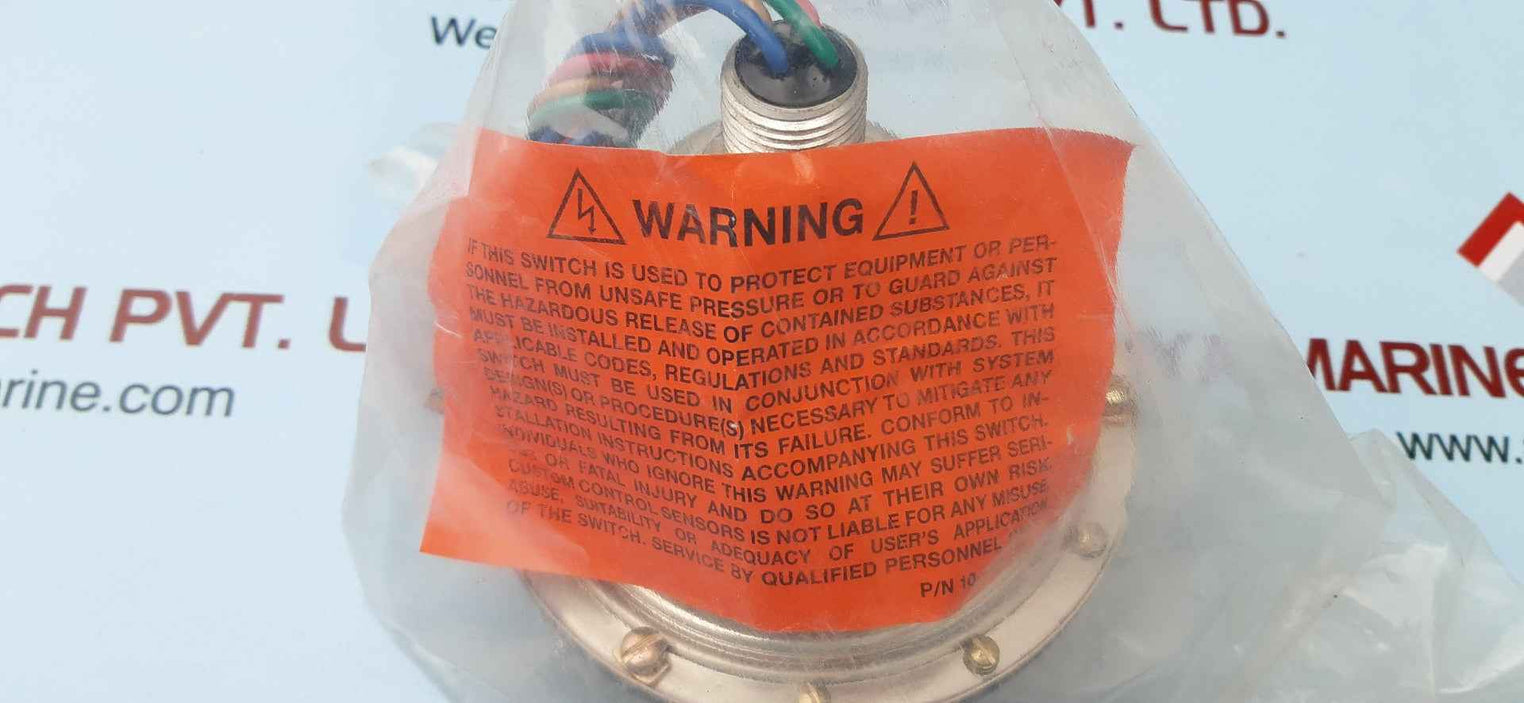 VT. LTD.
We
WARNING
IF THIS SWITCH IS USED TO PROTECT EQUIPMENT OR PER-
SONNEL FROM UNSAFE PRESSURE OR TO GUARD AGAINST
THE HAZARDOUS RELEASE OF CONTAINED SUBSTANCES, IT
MUST BE INSTALLED AND OPERATED IN ACCORDANCE WITH
APPLICABLE CODES, REGULATIONS AND STANDARDS. THIS
SWITCH MUST BE USED IN CONJUNCTION WITH SYSTEM
DESIGN(S) OR PROCEDURE(S) NECESSARY TO MITIGATE ANY
HAZARD RESULTING FROM ITS FAILURE. CONFORM TO IN-
STALLATION INSTRUCTIONS ACCOMPANYING THIS SWITCH.
INDIVIDUALS WHO IGNORE THIS WARNING MAY SUFFER SERI-
OR FATAL INJURY AND DO SO AT THEIR OWN RISK.
CUSTOM CONTROL SENSORS IS NOT LIABLE FOR ANY MISUSE,
ABUSE, SUITABILITY OR ADEQUACY OF USER'S APPLICATION
OF THE SWITCH. SERVICE BY QUALIFIED PERSONNEL
P/N 10
CH PVT. L
arine.com
MARINE
www.